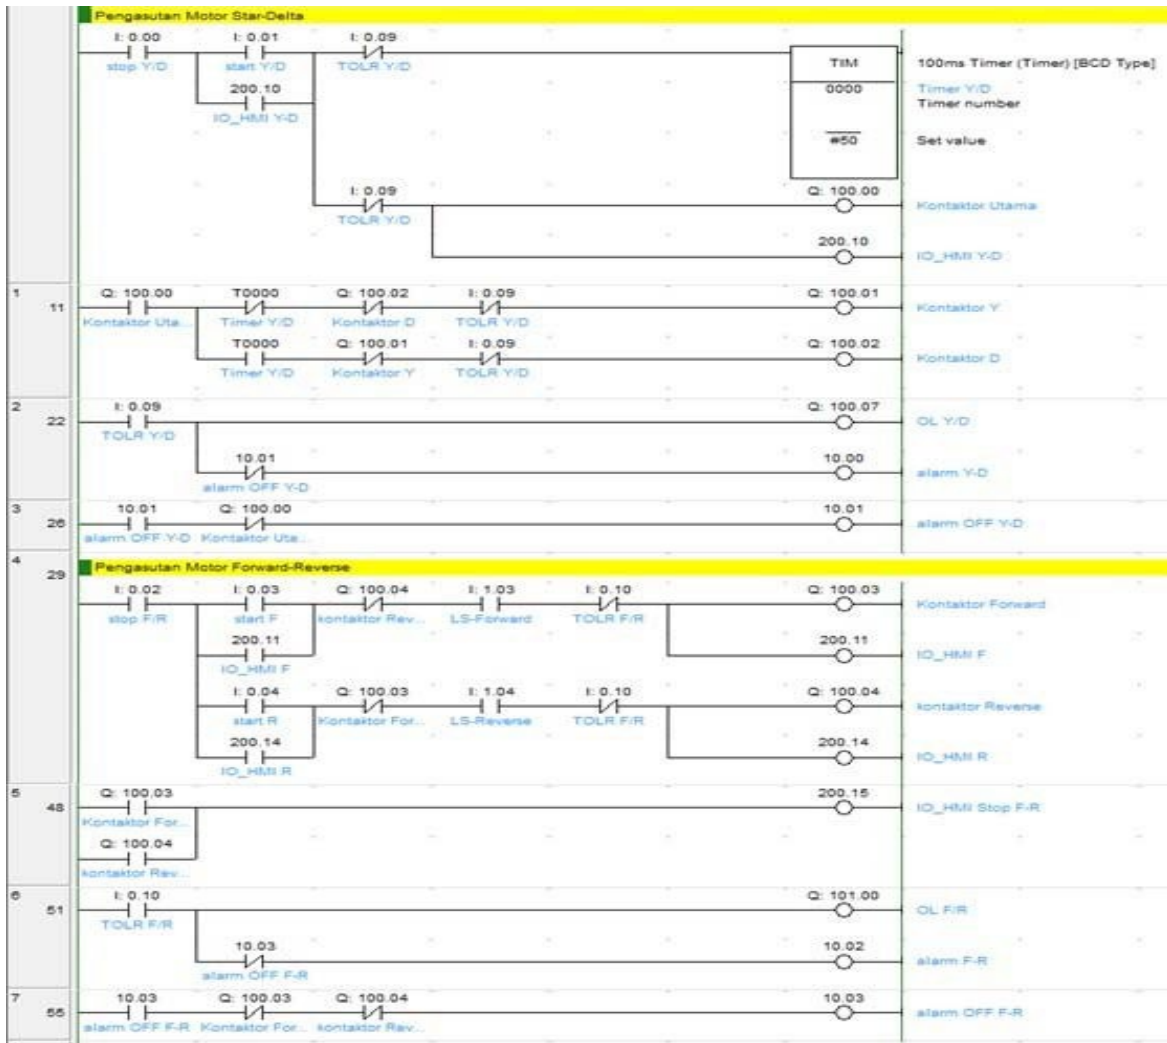 Pengasutan Motor Star-Delta
I: 0.00 I: 0.01 I: 0.09
stop Y/D start Y/D TOLR Y/D
TIM 100ms Timer (Timer) [BCD Type]
200.10 0000 Timer Y/D
IO_HMI Y-D Timer number
#50 Set value
I: 0.09 Q: 100.00
TOLR Y/D Kontaktor Utama
200.10
IO_HMI Y-D
1 Q: 100.00 T0000 Q: 100.02 I: 0.09 Q: 100.01
11 Kontaktor Y
Kontaktor Uta... Timer Y/D Kontaktor D TOLR Y/D
T0000 Q: 100.01 I: 0.09 Q: 100.02
Kontaktor D
Timer Y/D Kontaktor Y TOLR Y/D
2 I: 0.09 Q: 100.07
22 OL Y/D
TOLR Y/D
10.01 10.00
alarm Y-D
alarm OFF Y-D
3 10.01 Q: 100.00 10.01
26 alarm OFF Y-D
alarm OFF Y-D Kontaktor Uta...
4
29 Pengasutan Motor Forward-Reverse
I: 0.02 I: 0.03 Q: 100.04 I: 1.03 I: 0.10 Q: 100.03
Kontaktor Forward
stop F/R start F kontaktor Rev... LS-Forward TOLR F/R
200.11 200.11
IO_HMI F
IO_HMI F
I: 0.04 Q: 100.03 I: 1.04 I: 0.10 Q: 100.04
kontaktor Reverse
start R Kontaktor For... LS-Reverse TOLR F/R
200.14 200.14
IO_HMI R
IO_HMI R
5 Q: 100.03 200.15
48 IO_HMI Stop F-R
Kontaktor For...
Q: 100.04
kontaktor Rev...
6 I: 0.10 Q: 101.00
51 OL F/R
TOLR F/R
10.03 10.02
alarm F-R
alarm OFF F-R
7 10.03 Q: 100.03 Q: 100.04 10.03
55 alarm OFF F-R
alarm OFF F-R Kontaktor For... kontaktor Rev...